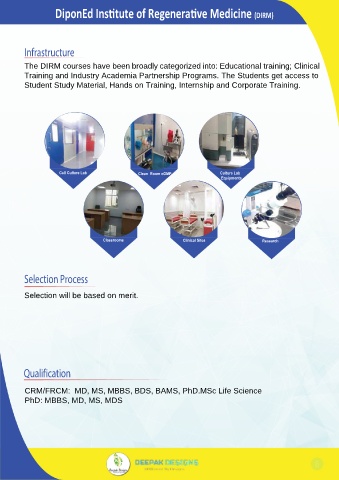 DiponEd Institute of Regenerative Medicine (DIRM)
Infrastructure
The DIRM courses have been broadly categorized into: Educational training; Clinical
Training and Industry Academia Partnership Programs. The Students get access to
Student Study Material, Hands on Training, Internship and Corporate Training.
Cell Culture Lab
Clean Room cGMP
Culture Lab
Equipments
Classrooms
Clinical Sites
Research
Selection Process
Selection will be based on merit.
Qualification
CRM/FRCM: MD, MS, MBBS, BDS, BAMS, PhD.MSc Life Science
PhD: MBBS, MD, MS, MDS
DEEPAK DESIGNS